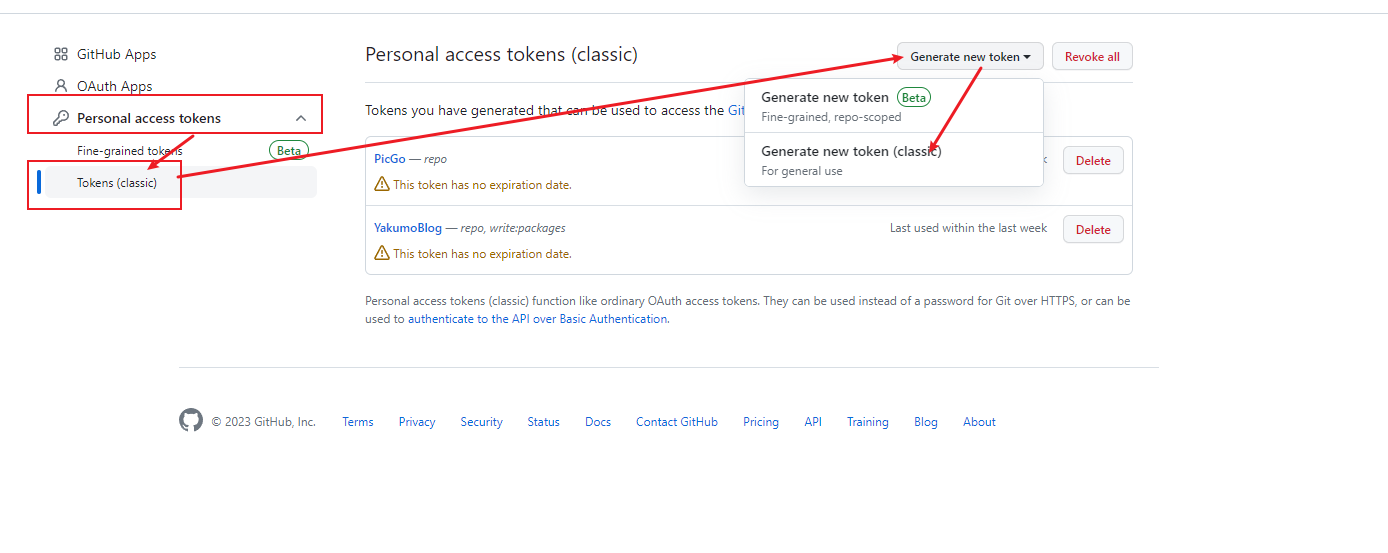 GitHub Apps
OAuth Apps
Personal access tokens
Fine-grained tokens Beta
Tokens (classic)
Personal access tokens (classic)
Generate new token
Revoke all
Generate new token Beta
Fine-grained, repo-scoped
Generate new token (classic)
For general use
Tokens you have generated that can be used to access the Git
PicGo — repo
Delete
This token has no expiration date.
YakumoBlog — repo, write:packages
Last used within the last week
Delete
This token has no expiration date.
Personal access tokens (classic) function like ordinary OAuth access tokens. They can be used instead of a password for Git over HTTPS, or can be
used to authenticate to the API over Basic Authentication.
© 2023 GitHub, Inc. Terms Privacy Security Status Docs Contact GitHub Pricing API Training Blog About